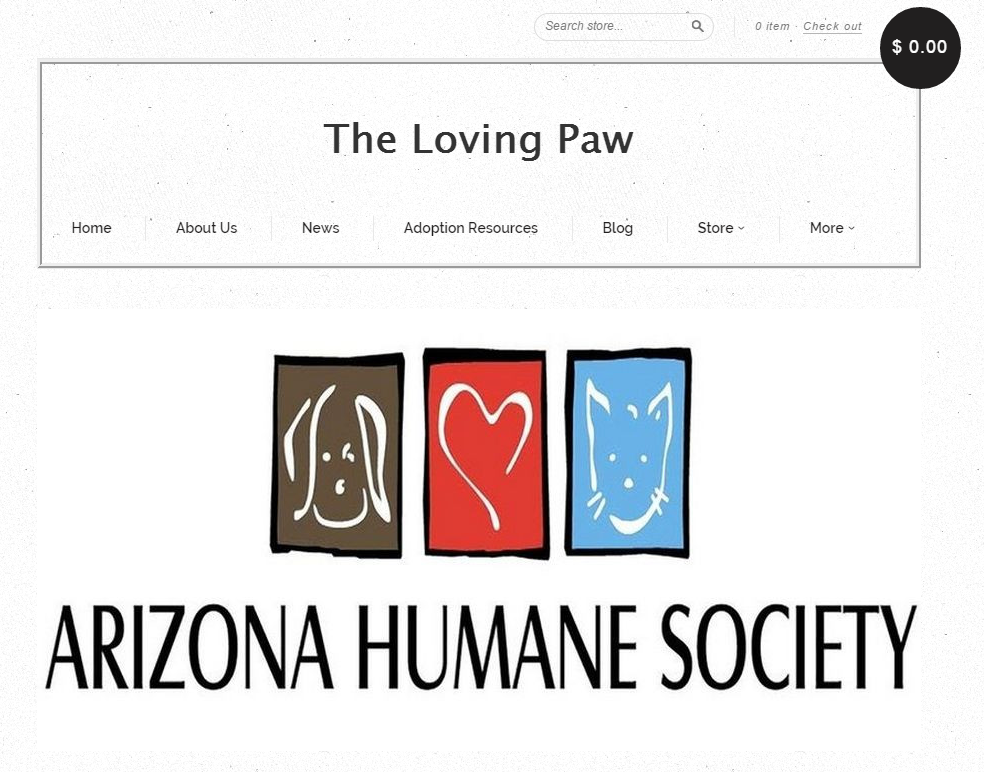 Search store...
0 item · Check out
$ 0.00
The Loving Paw
Home About Us News Adoption Resources Blog Store More
ARIZONA HUMANE SOCIETY